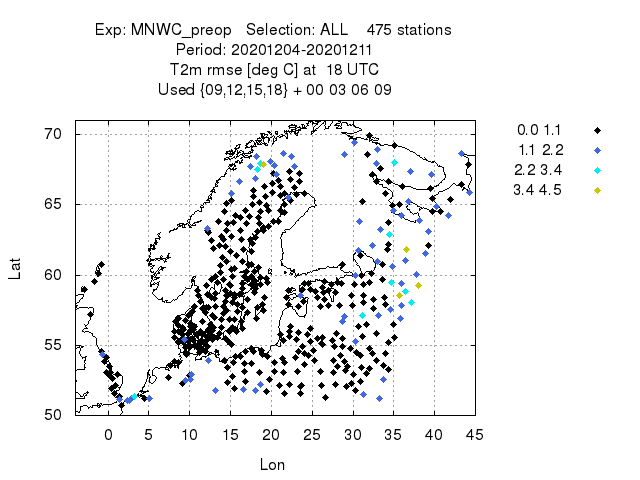 Exp: MNWC_preop   Selection: ALL    475 stations
Period: 20201204-20201211
T2m rmse [deg C] at  18 UTC
Used {09,12,15,18} + 00 03 06 09
0.0 1.1
1.1 2.2
2.2 3.4
3.4 4.5
70
65
60
55
50
Lat
0 5 10 15 20 25 30 35 40 45
Lon